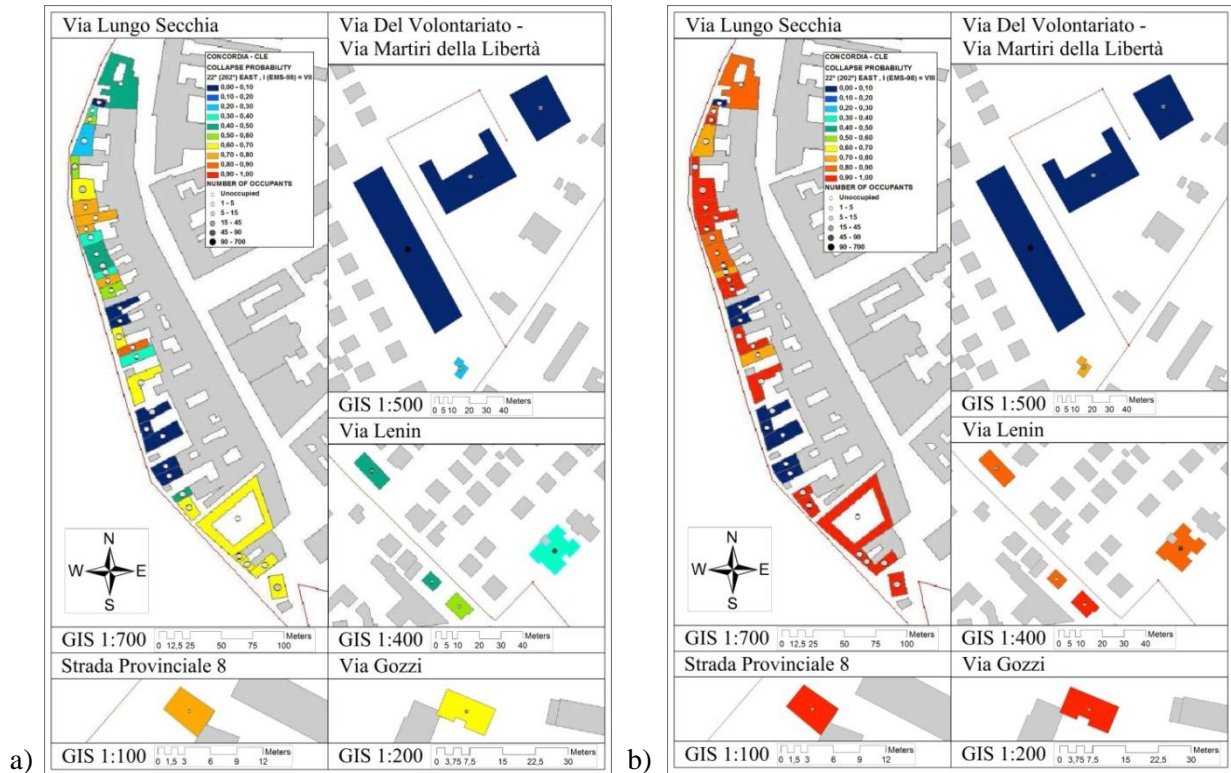 a)
Via Lungo Secchia
CONCORDIA - CLE
COLLAPSE PROBABILITY
22° (202°) EAST , I (EMS-98) = VII
0,00 - 0,10
0,10 - 0,20
0,20 - 0,30
0,30 - 0,40
0,40 - 0,50
0,50 - 0,60
0,60 - 0,70
0,70 - 0,80
0,80 - 0,90
0,90 - 1,00
NUMBER OF OCCUPANTS
Unoccupied
1 - 5
5 - 15
15 - 45
45 - 90
90 - 700
N
W E
S
GIS 1:700 0 12,5 25 50 75 100 Meters
Via Del Volontariato -
Via Martiri della Libertà
GIS 1:500 0 5 10 20 30 40 Meters
Via Lenin
GIS 1:400 0 5 10 20 30 40 Meters
Strada Provinciale 8
GIS 1:100 0 1,5 3 6 9 12 Meters
Via Gozzi
GIS 1:200 0 3,75 7,5 15 22,5 30 Meters
b)
Via Lungo Secchia
CONCORDIA - CLE
COLLAPSE PROBABILITY
22° (202°) EAST , I (EMS-98) = VIII
0,00 - 0,10
0,10 - 0,20
0,20 - 0,30
0,30 - 0,40
0,40 - 0,50
0,50 - 0,60
0,60 - 0,70
0,70 - 0,80
0,80 - 0,90
0,90 - 1,00
NUMBER OF OCCUPANTS
Unoccupied
1 - 5
5 - 15
15 - 45
45 - 90
90 - 700
N
W E
S
GIS 1:700 0 12,5 25 50 75 100 Meters
Via Del Volontariato -
Via Martiri della Libertà
GIS 1:500 0 5 10 20 30 40 Meters
Via Lenin
GIS 1:400 0 5 10 20 30 40 Meters
Strada Provinciale 8
GIS 1:100 0 1,5 3 6 9 12 Meters
Via Gozzi
GIS 1:200 0 3,75 7,5 15 22,5 30 Meters